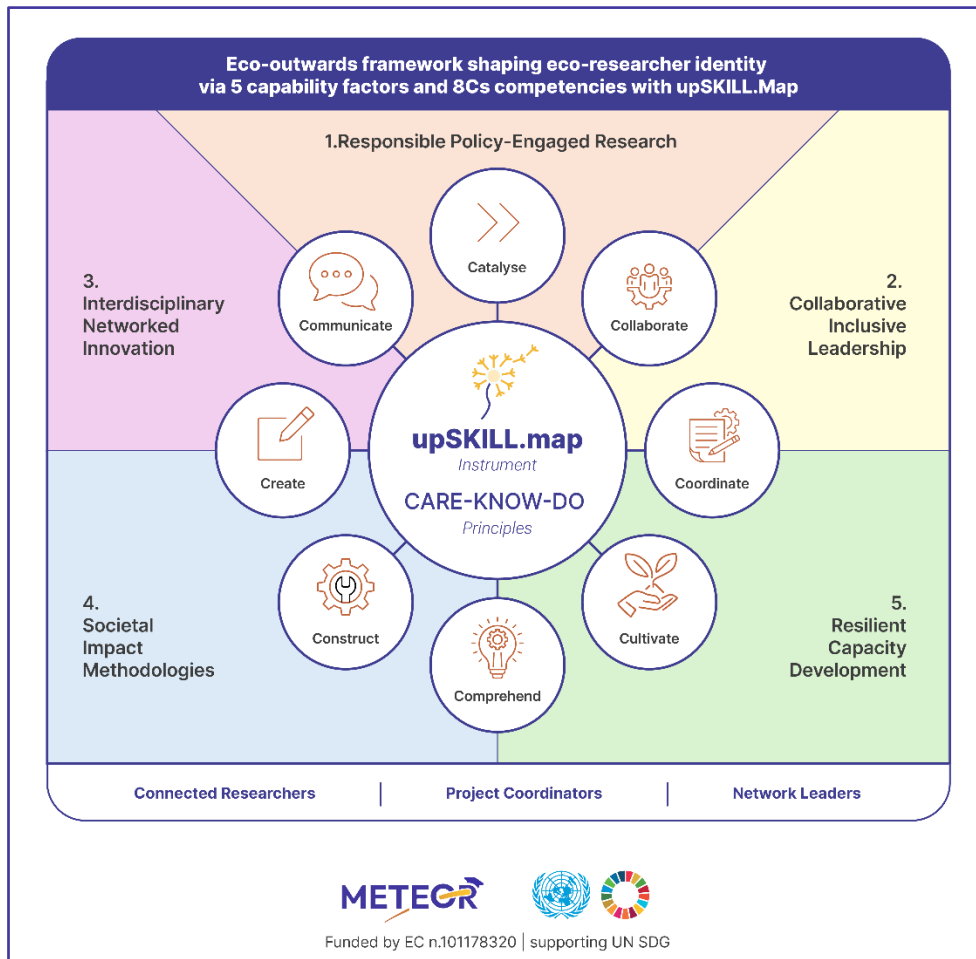 Eco-outwards framework shaping eco-researcher identity
via 5 capability factors and 8Cs competencies with upSKILL.Map
1.Responsible Policy-Engaged Research
Catalyse
Communicate
Collaborate
3.
Interdisciplinary
Networked
Innovation
2.
Collaborative
Inclusive
Leadership
upSKILL.map
Instrument
CARE-KNOW-DO
Principles
Create
Coordinate
Construct
Cultivate
Comprehend
4.
Societal
Impact
Methodologies
5.
Resilient
Capacity
Development
Connected Researchers
Project Coordinators
Network Leaders
METEOR
Funded by EC n.101178320 | supporting UN SDG